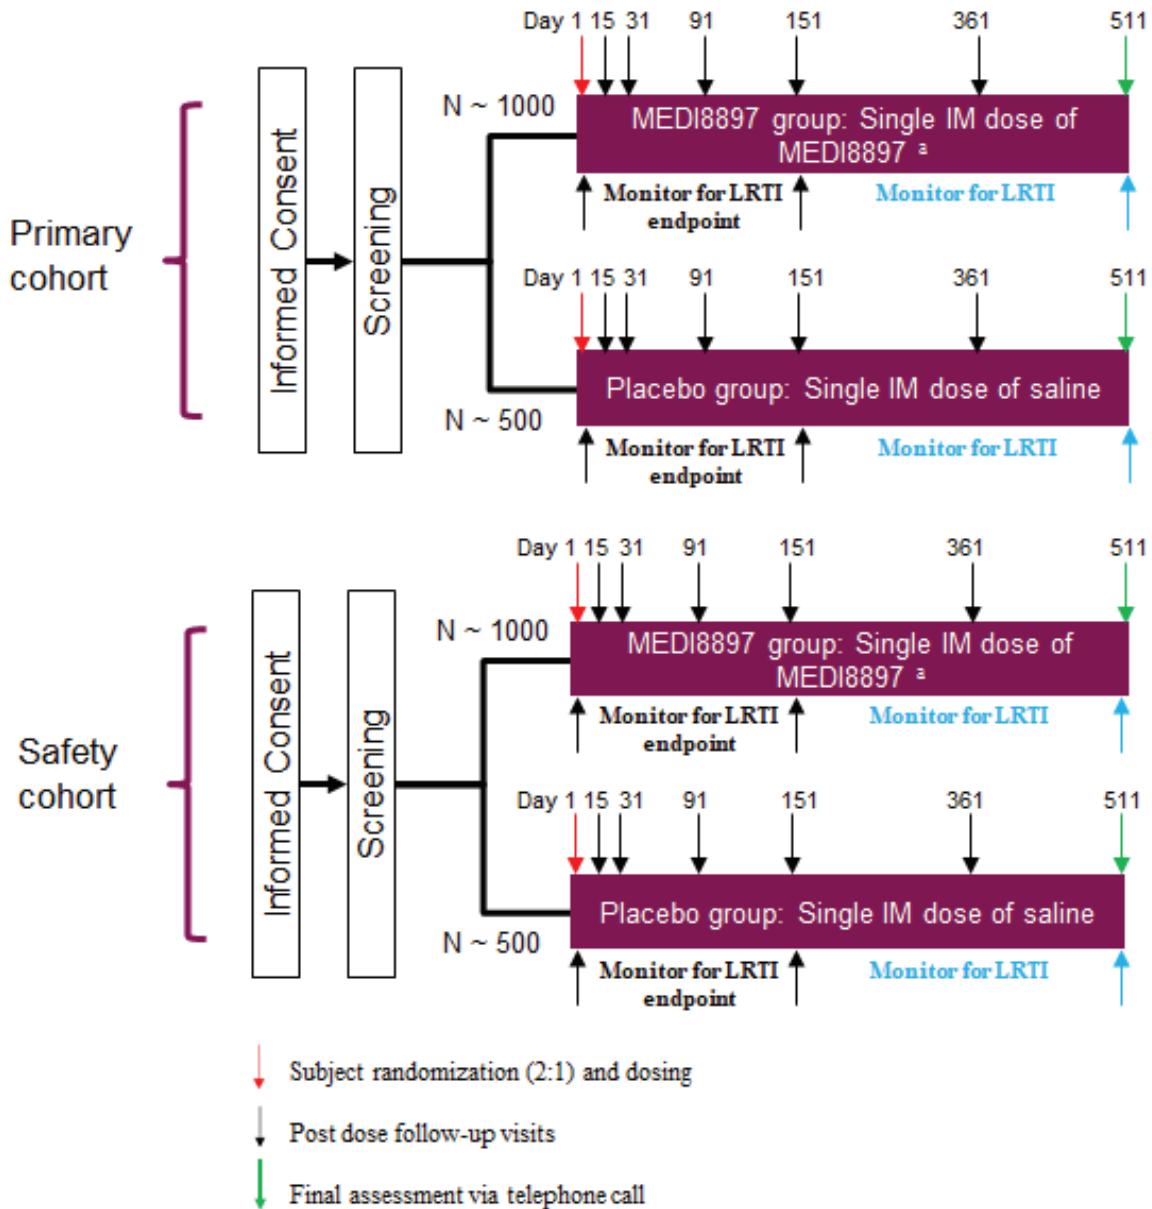 Day 1 15 31 91 151 361 511
N ~ 1000
MEDI8897 group: Single IM dose of
MEDI8897 a
Monitor for LRTI
endpoint
Monitor for LRTI
Primary
cohort
Informed Consent
Screening
Day 1 15 31 91 151 361 511
Placebo group: Single IM dose of saline
N ~ 500
Monitor for LRTI
endpoint
Monitor for LRTI
Day 1 15 31 91 151 361 511
N ~ 1000
MEDI8897 group: Single IM dose of
MEDI8897 a
Monitor for LRTI
endpoint
Monitor for LRTI
Safety
cohort
Informed Consent
Screening
Day 1 15 31 91 151 361 511
Placebo group: Single IM dose of saline
N ~ 500
Monitor for LRTI
endpoint
Monitor for LRTI
Subject randomization (2:1) and dosing
Post dose follow-up visits
Final assessment via telephone call